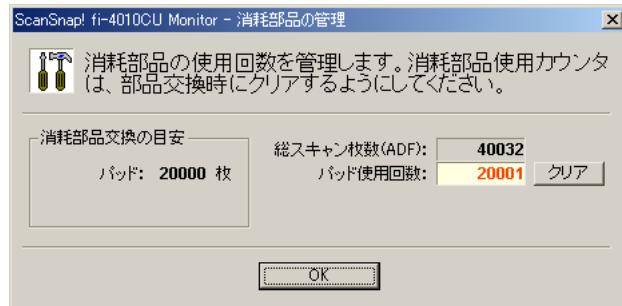 ScanSnap! fi-4010CU Monitor - 消耗部品の管理
消耗部品の使用回数を管理します。消耗部品使用カウンタ
は、部品交換時にクリアするようにしてください。
消耗部品交換の目安
パッド: 20000 枚
総スキャン枚数(ADF): 40032
パッド使用回数: 20001 クリア
OK